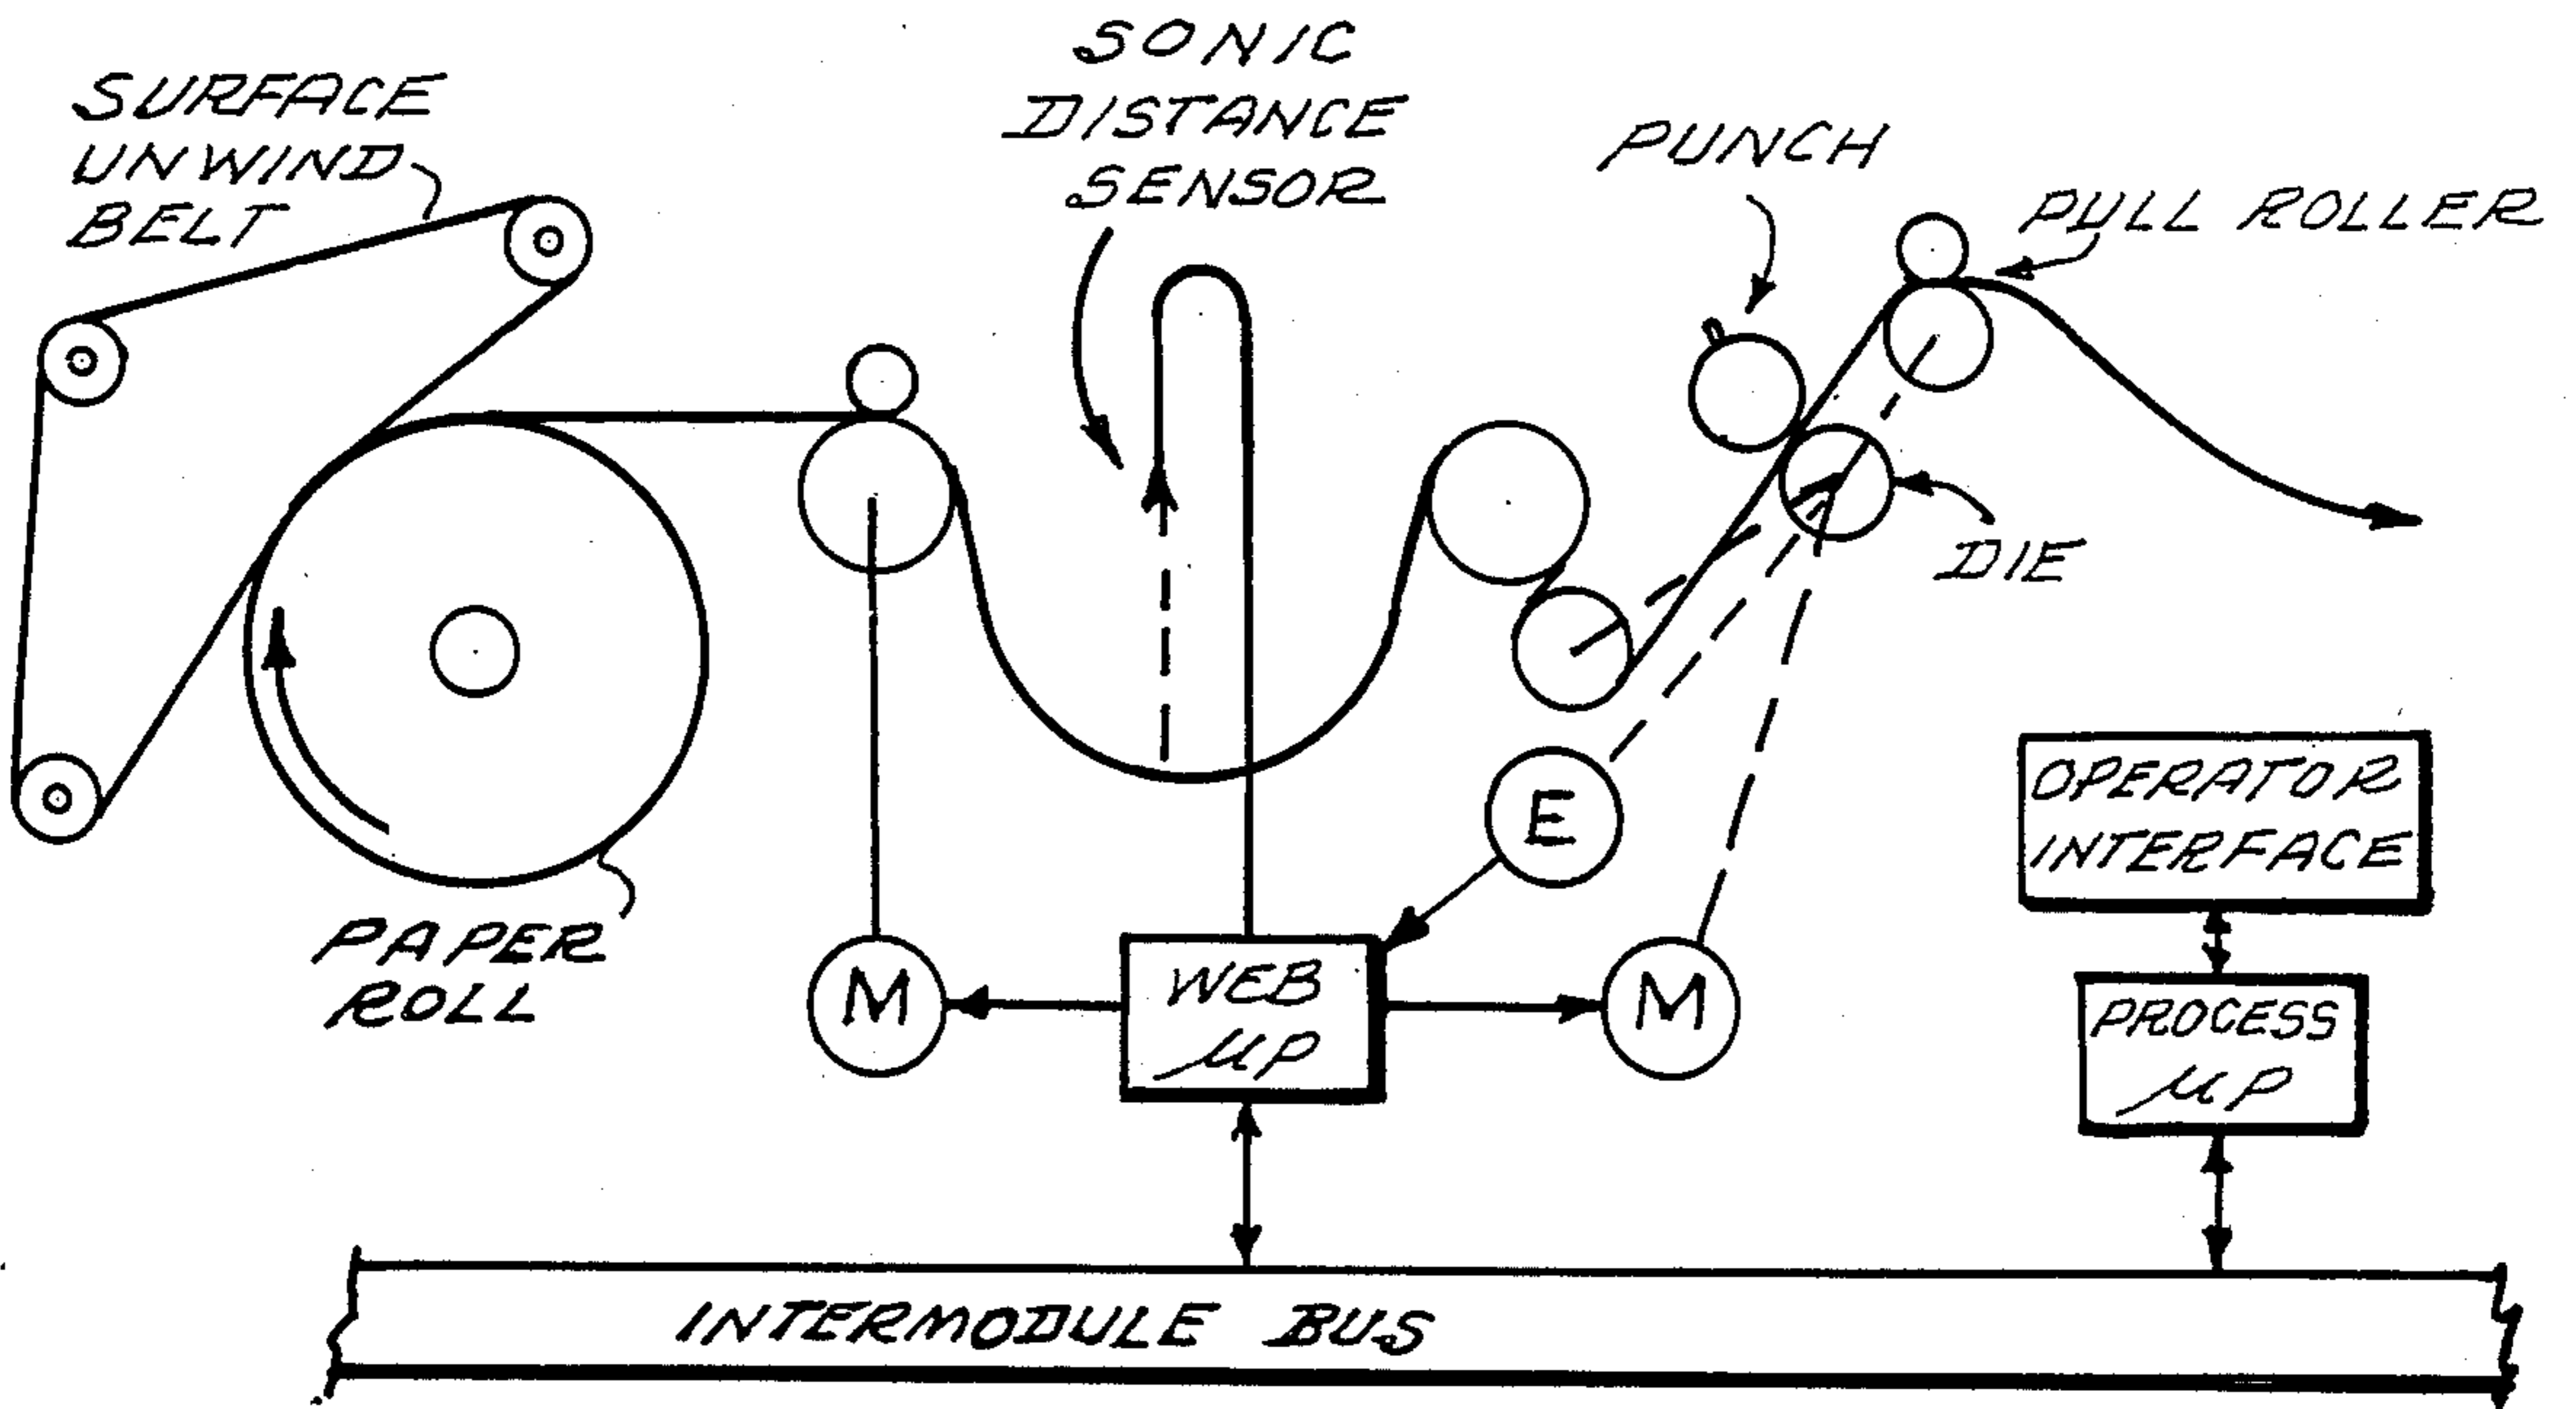 SURFACE
UNWIND
BELT
SONIC
DISTANCE
SENSOR
PUNCH
PULL ROLLER
DIE
PAPER
ROLL
E
M
WEB
μP
M
OPERATOR
INTERFACE
PROCESS
μP
INTERMODULE BUS